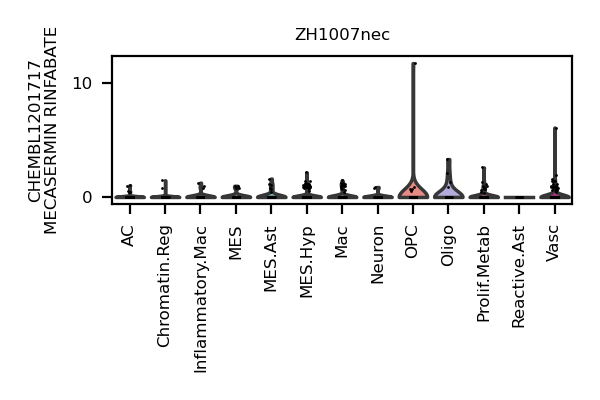 ZH1007nec
CHEMBL1201717
MECASERMIN RINFABATE
10
0
AC
Chromatin.Reg
Inflammatory.Mac
MES
MES.Ast
MES.Hyp
Mac
Neuron
OPC
Oligo
Prolif.Metab
Reactive.Ast
Vasc